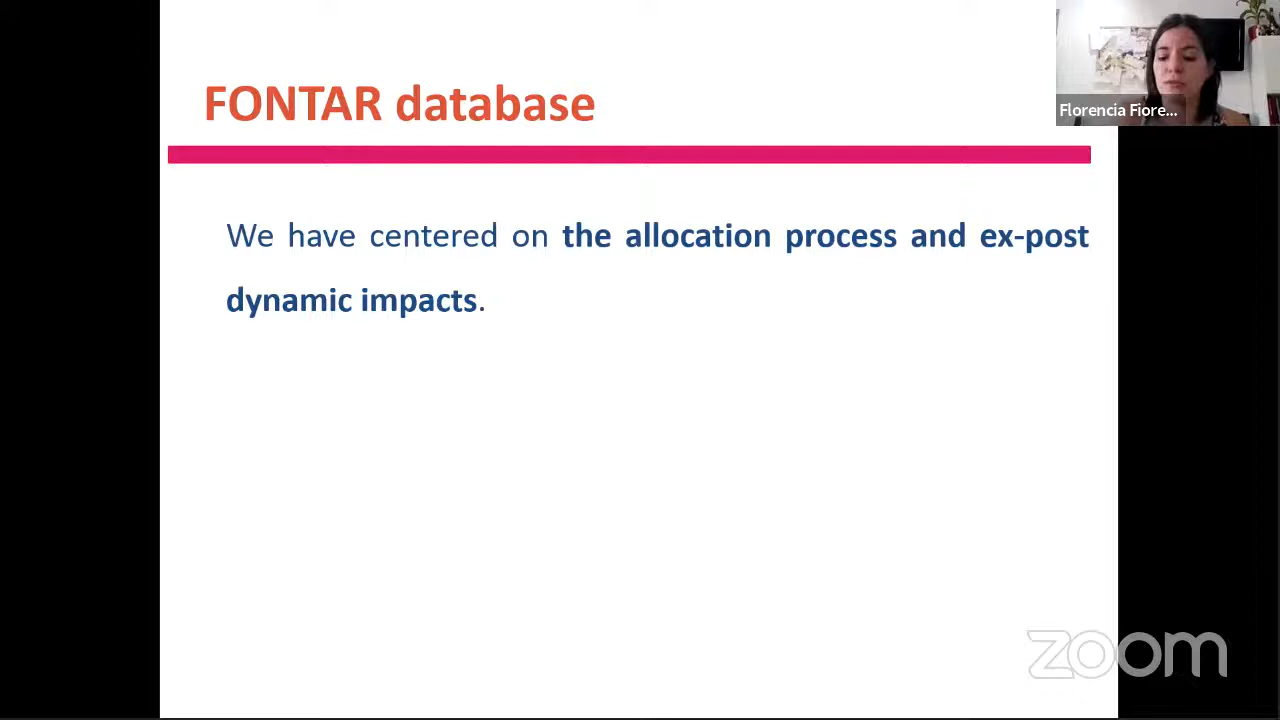 FONTAR database
Florencia Fiore...
We have centered on the allocation process and ex-post
dynamic impacts.
zoom